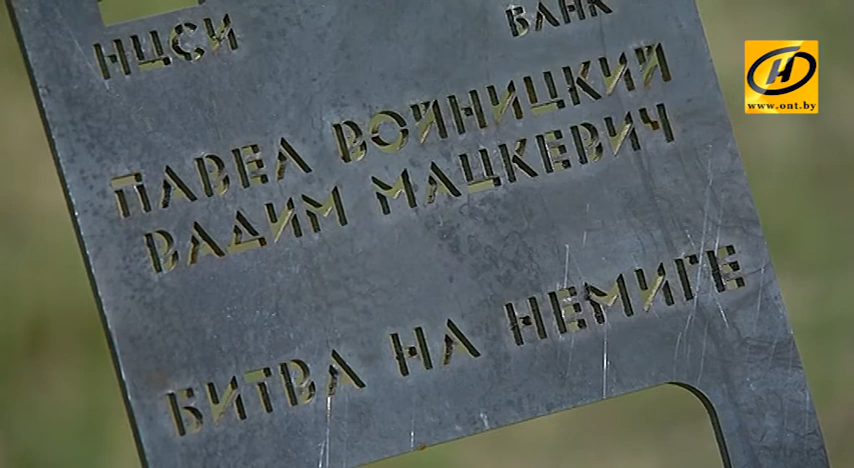 НЦСИ БАНК
ПАВЕЛ ВОЙНИЦКИЙ
ВАДИМ МАЦКЕВИЧ
БИТВА НА НЕМИГЕ
www.ont.by